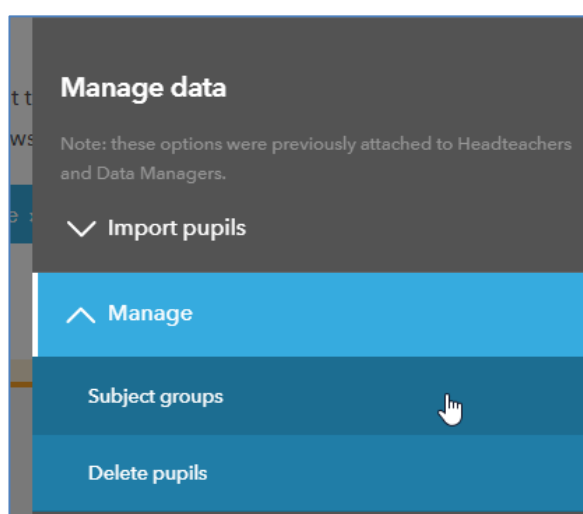 Manage data
Note: these options were previously attached to Headteachers
and Data Managers.
Import pupils
Manage
Subject groups
Delete pupils